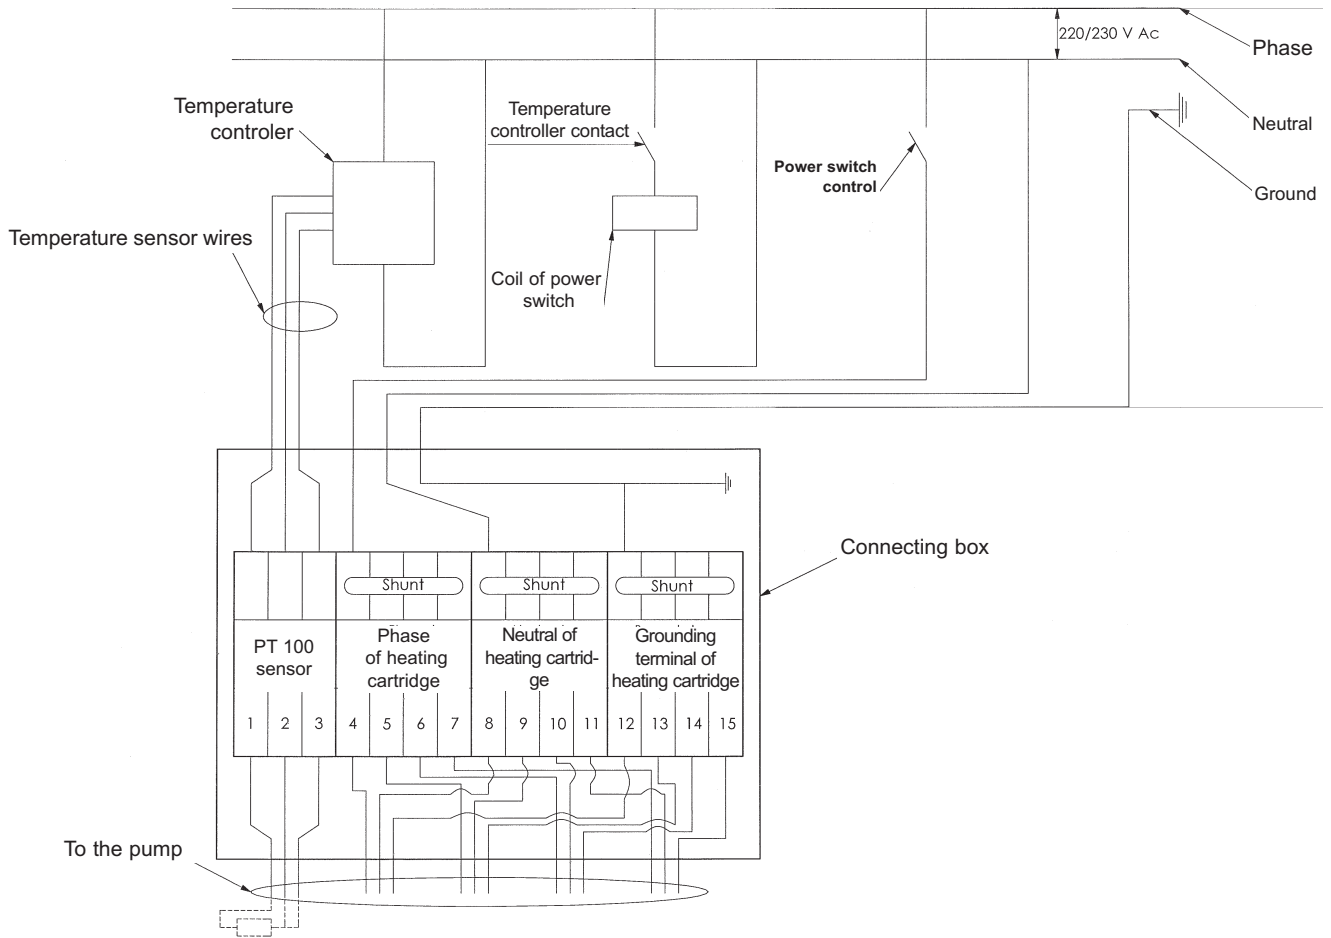 220/230 V Ac
Phase
Neutral
Ground
Temperature
controler
Temperature
controller contact
Power switch
control
Temperature sensor wires
Coil of power
switch
Connecting box
Shunt
Shunt
Shunt
PT 100
sensor
Phase
of heating
cartridge
Neutral of
heating cartrid-
ge
Grounding
terminal of
heating cartridge
1 2 3 4 5 6 7 8 9 10 11 12 13 14 15
To the pump